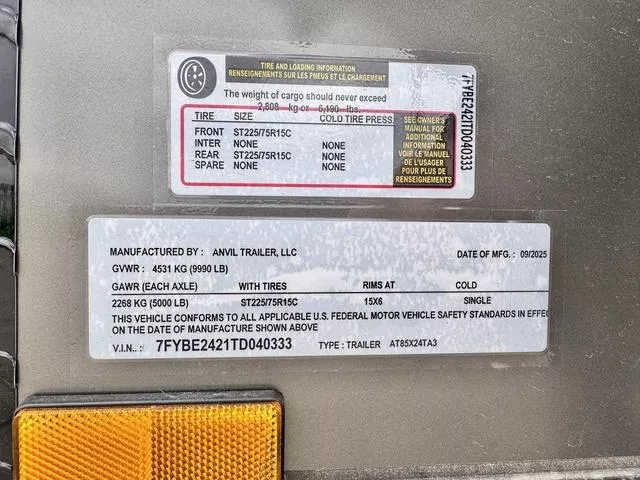 TIRE AND LOADING INFORMATION
RENSEIGNEMENTS SUR LES PNEUS ET LE CHARGEMENT
The weight of cargo should never exceed
2,808 kg or 6,190 lbs.
TIRE SIZE COLD TIRE PRESS
FRONT ST225/75R15C
INTER NONE NONE
REAR ST225/75R15C NONE
SPARE NONE NONE
SEE OWNER'S
MANUAL FOR
ADDITIONAL
INFORMATION
VOIR LE MANUEL
DE L'USAGER
POUR PLUS DE
RENSEIGNEMENTS
7FYBE2421TD040333
MANUFACTURED BY: ANVIL TRAILER, LLC DATE OF MFG.: 09/2025
GVWR: 4531 KG (9990 LB)
GAWR (EACH AXLE) WITH TIRES RIMS AT COLD
2268 KG (5000 LB) ST225/75R15C 15X6 SINGLE
THIS VEHICLE CONFORMS TO ALL APPLICABLE U.S. FEDERAL MOTOR VEHICLE SAFETY STANDARDS IN EFFEC
ON THE DATE OF MANUFACTURE SHOWN ABOVE
V.I.N.: 7FYBE2421TD040333 TYPE: TRAILER AT85X24TA3